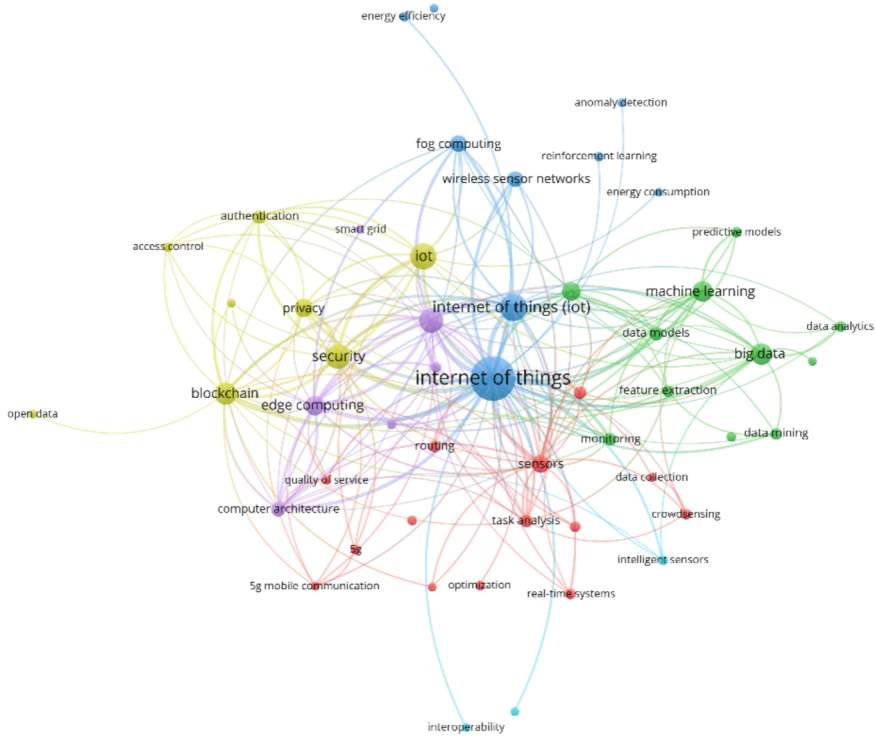 energy efficiency
anomaly detection
fog computing
reinforcement learning
wireless sensor networks
energy consumption
authentication
smart grid
predictive models
access control
iot
machine learning
privacy
internet of things (iot)
data models
data analytics
security
big data
internet of things
blockchain
feature extraction
edge computing
open data
monitoring
data mining
routing
sensors
quality of service
data collection
computer architecture
task analysis
crowdsensing
5g
intelligent sensors
5g mobile communication
optimization
real-time systems
interoperability